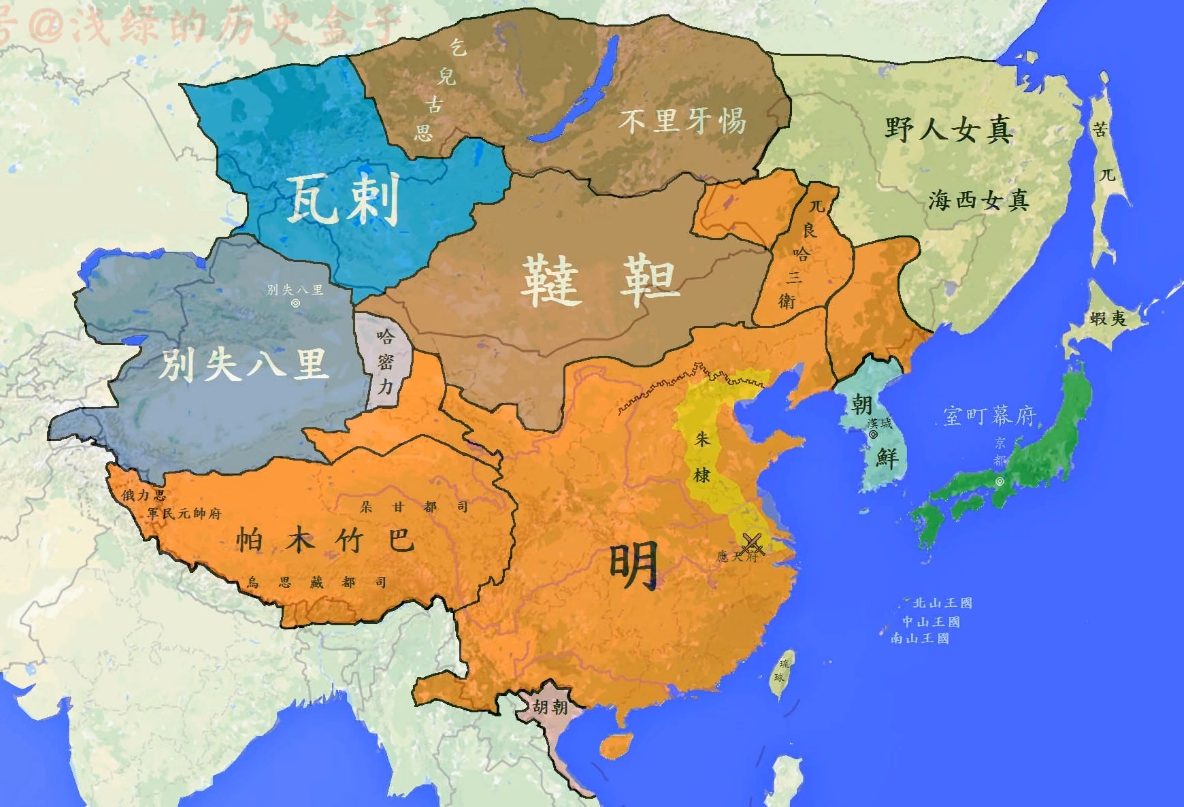 号@浅绿的历史盒子
乞兒古思
不里牙惕
野人女真
海西女真
苦兀
瓦剌
韃靼
兀良哈三衛
別失八里
別失八里
哈密力
蝦夷
朝鮮
漢城
室町幕府
京都
朱棣
俄力思
軍民元帥府
朵甘都司
帕木竹巴
烏思藏都司
明
應天府
北山王國
中山王國
南山王國
琉球
胡朝